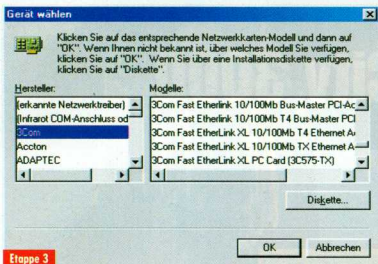 Gerät wählen
Klicken Sie auf das entsprechende Netzwerkkarten-Modell und dann auf
"OK". Wenn Ihnen nicht bekannt ist, über welches Modell Sie verfügen,
klicken Sie auf "OK". Wenn Sie über eine Installationsdiskette verfügen,
klicken Sie auf "Diskette".
Hersteller:
(erkannte Netzwerktreiber)
(Infrarot COM-Anschluss od
3Com
Accton
ADAPTEC
Modelle:
3Com Fast Etherlink 10/100Mb Bus-Master PCI-Ac
3Com Fast EtherLink 10/100Mb T4 Bus-Master PCI
3Com Fast EtherLink XL 10/100Mb T4 Ethernet A
3Com Fast EtherLink XL 10/100Mb TX Ethernet A
3Com Fast EtherLink XL PC Card (3C575-TX)
Diskette...
OK
Abbrechen
Etappe 3